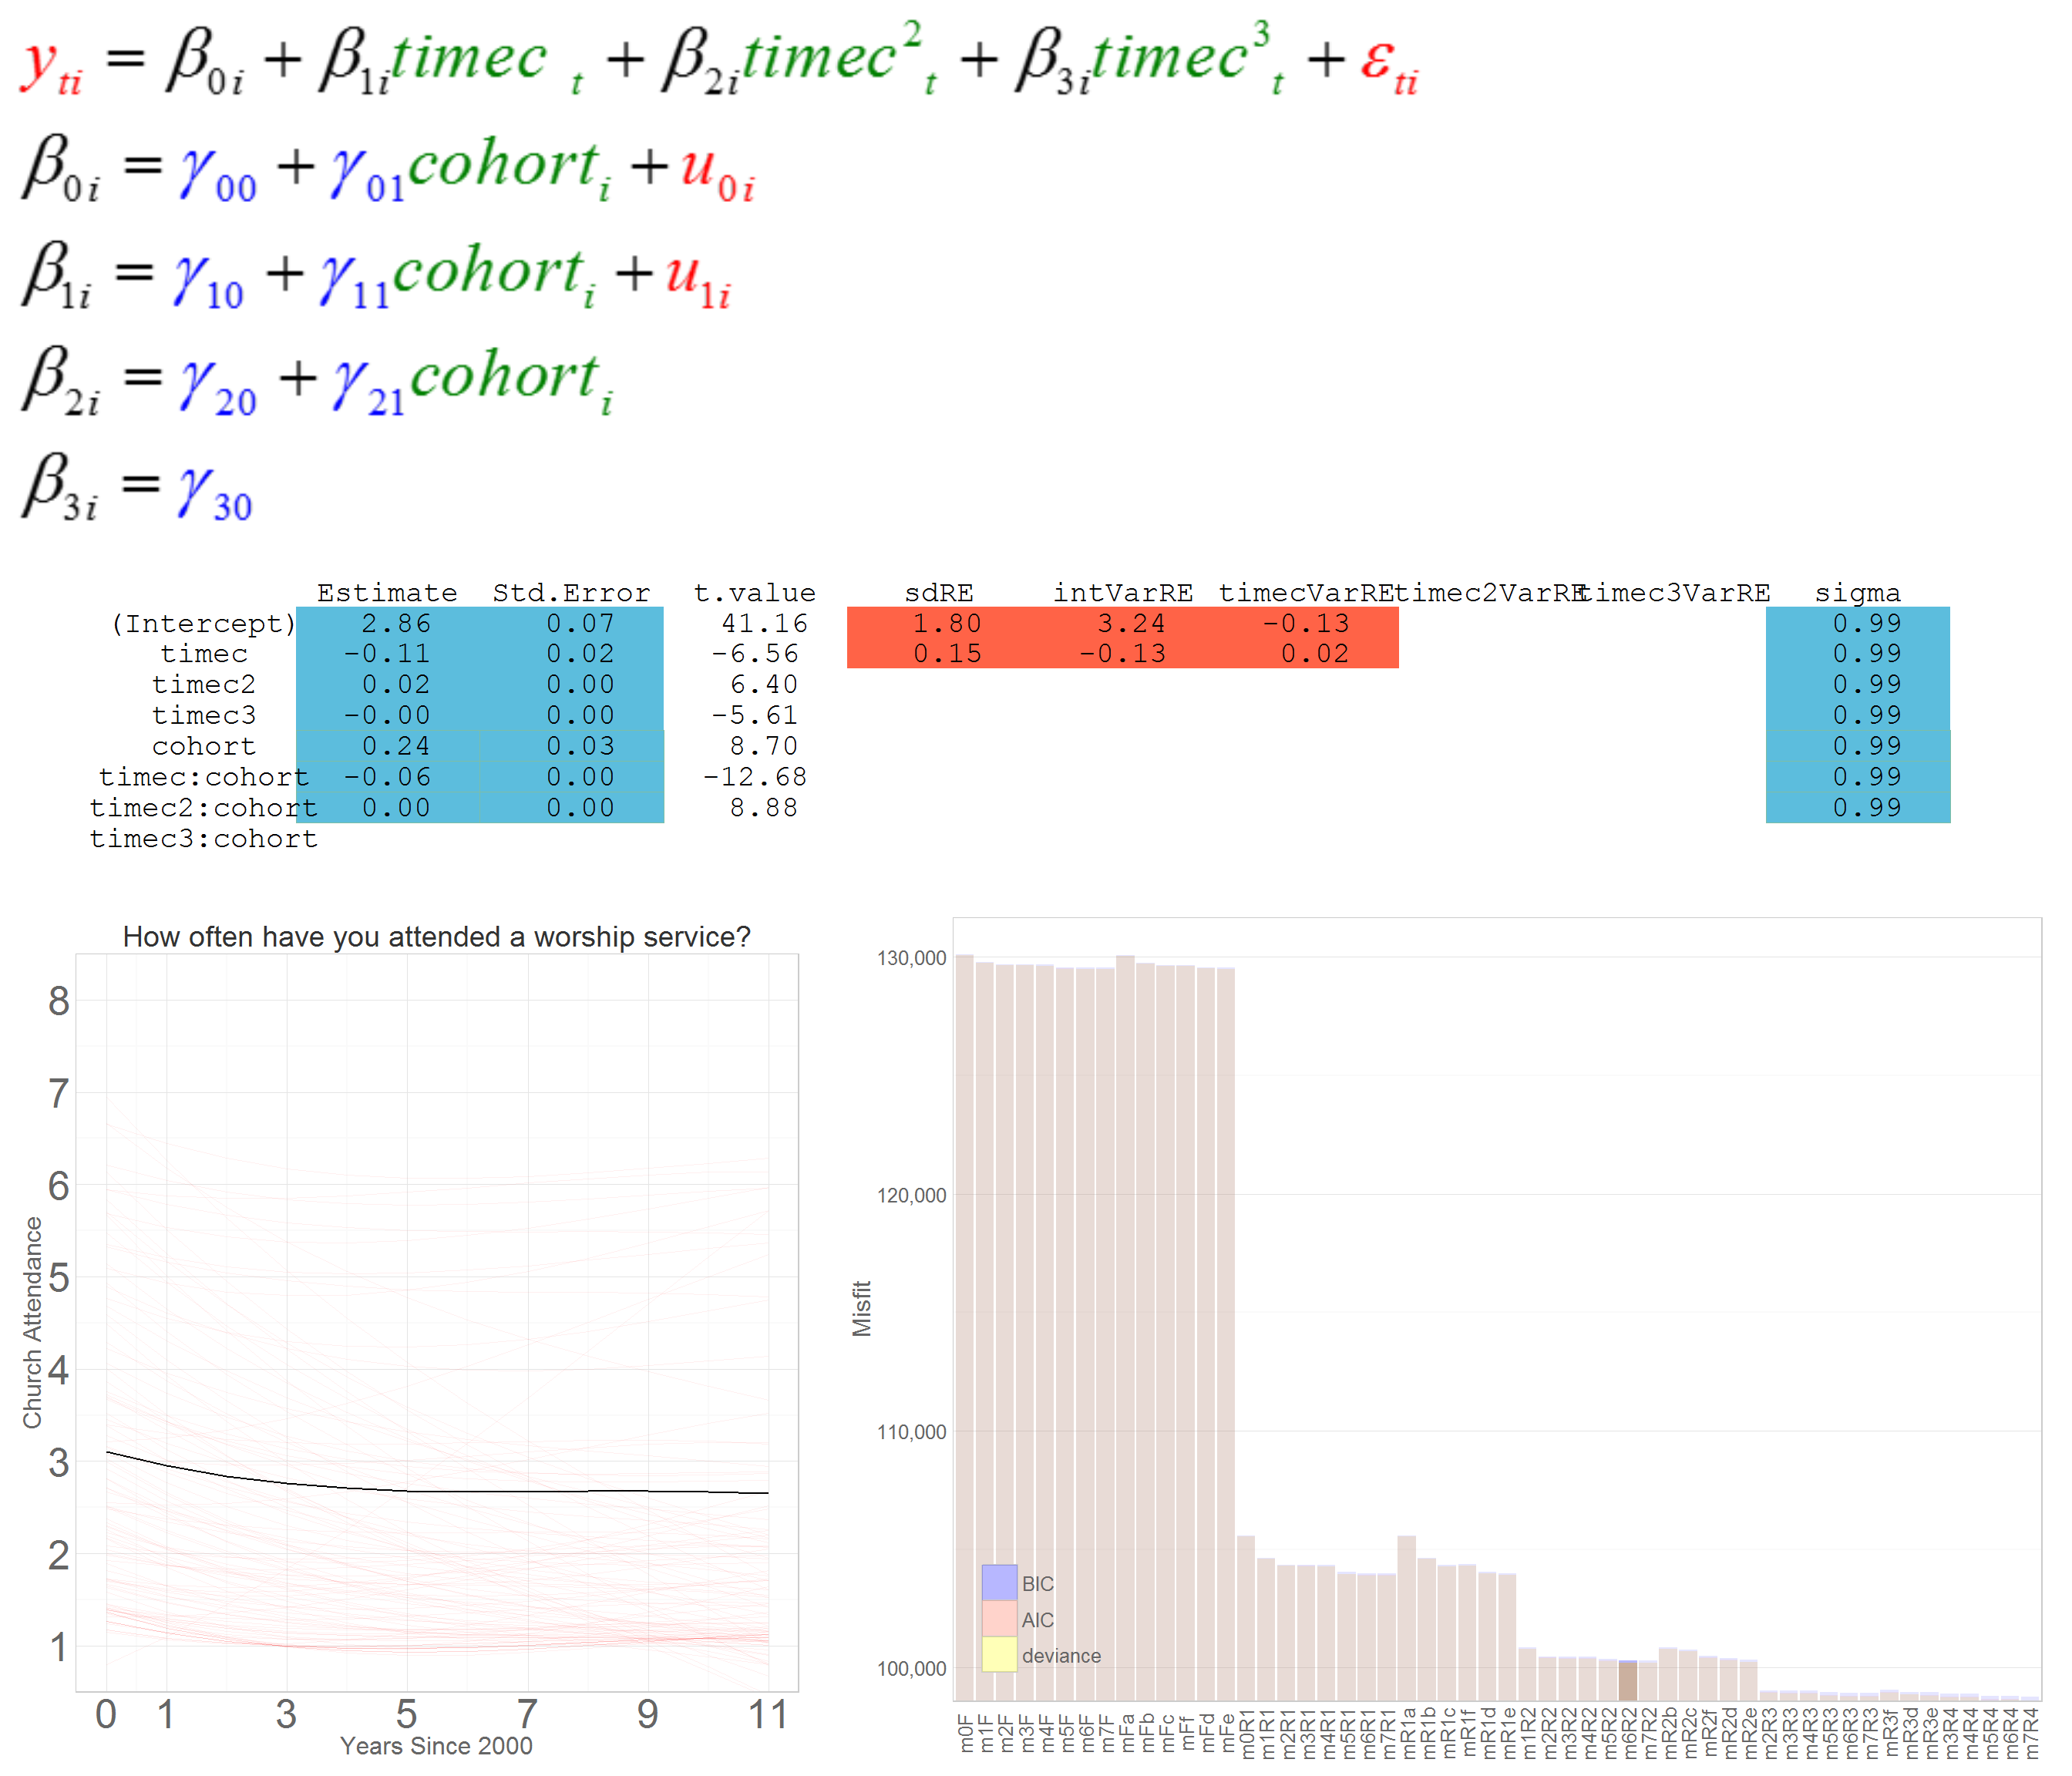 y_ti = β_0i + β_1i timec_t + β_2i timec²_t + β_3i timec³_t + ε_ti
β_0i = γ_00 + γ_01 cohort_i + u_0i
β_1i = γ_10 + γ_11 cohort_i + u_1i
β_2i = γ_20 + γ_21 cohort_i
β_3i = γ_30
Estimate Std.Error t.value sdRE intVarRE timecVarRE timec2VarRE timec3VarRE sigma
(Intercept) 2.86 0.07 41.16 1.80 3.24 -0.13 0.99
timec -0.11 0.02 -6.56 0.15 -0.13 0.02 0.99
timec2 0.02 0.00 6.40 0.99
timec3 -0.00 0.00 -5.61 0.99
cohort 0.24 0.03 8.70 0.99
timec:cohort -0.06 0.00 -12.68 0.99
timec2:cohort 0.00 0.00 8.88 0.99
timec3:cohort
How often have you attended a worship service?
8
7
6
5
4
3
2
1
Church Attendance
0 1 3 5 7 9 11
Years Since 2000
130,000
120,000
110,000
100,000
Misfit
BIC
AIC
deviance
m0F m1F m2F m3F m4F m5F m6F m7F mFa mFb mFc mFf mFd mFe m0R1 m1R1 m2R1 m3R1 m4R1 m5R1 m6R1 m7R1 mR1a mR1b mR1c mR1f mR1d mR1e m1R2 m2R2 m3R2 m4R2 m5R2 m6R2 m7R2 mR2b mR2c mR2f mR2d mR2e m2R3 m3R3 m4R3 m5R3 m6R3 m7R3 mR3f mR3d mR3e m3R4 m4R4 m5R4 m6R4 m7R4